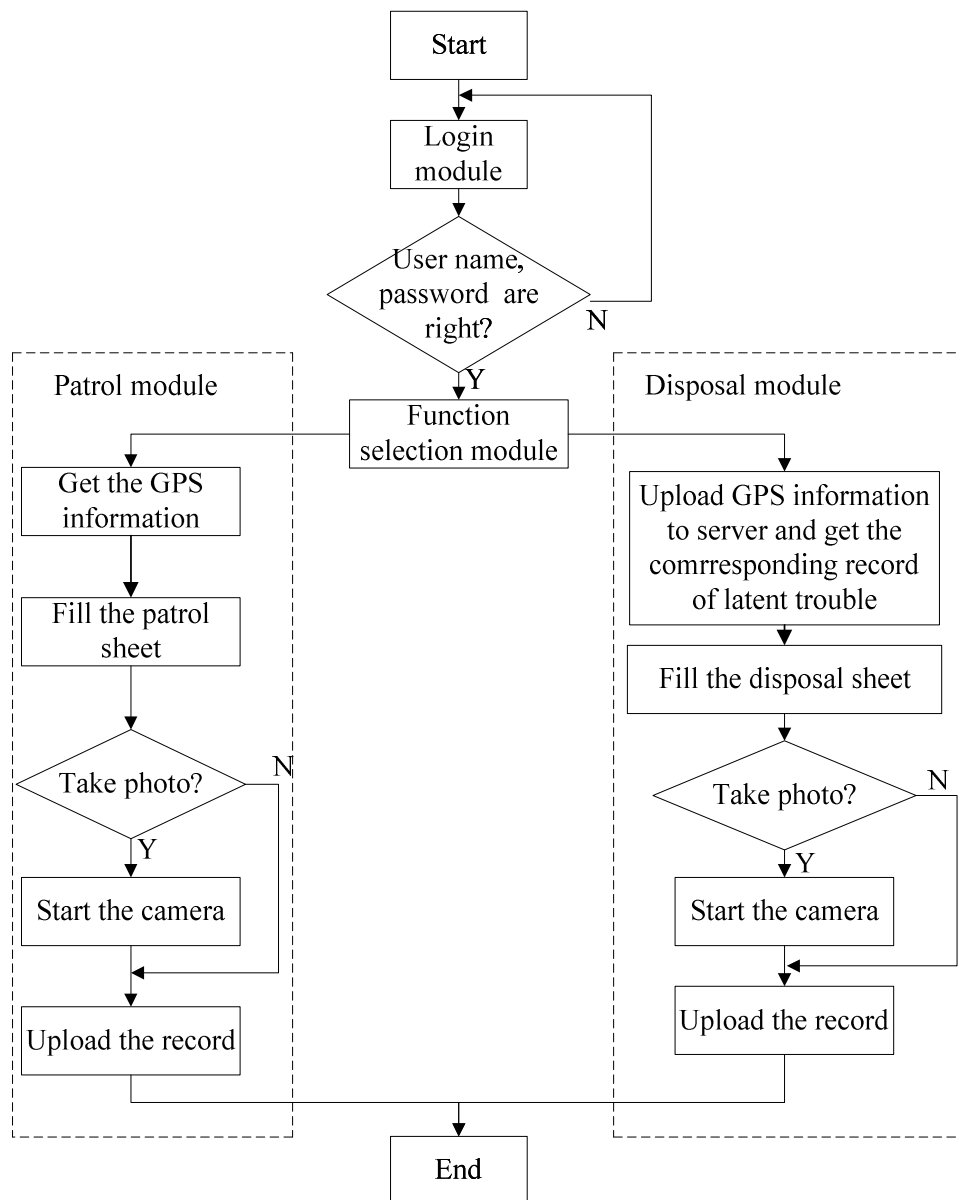 Start
Login
module
User name,
password are
right?
N
Y
Function
selection module
Patrol module
Get the GPS
information
Fill the patrol
sheet
Take photo?
N
Y
Start the camera
Upload the record
Disposal module
Upload GPS information
to server and get the
comrresponding record
of latent trouble
Fill the disposal sheet
Take photo?
N
Y
Start the camera
Upload the record
End